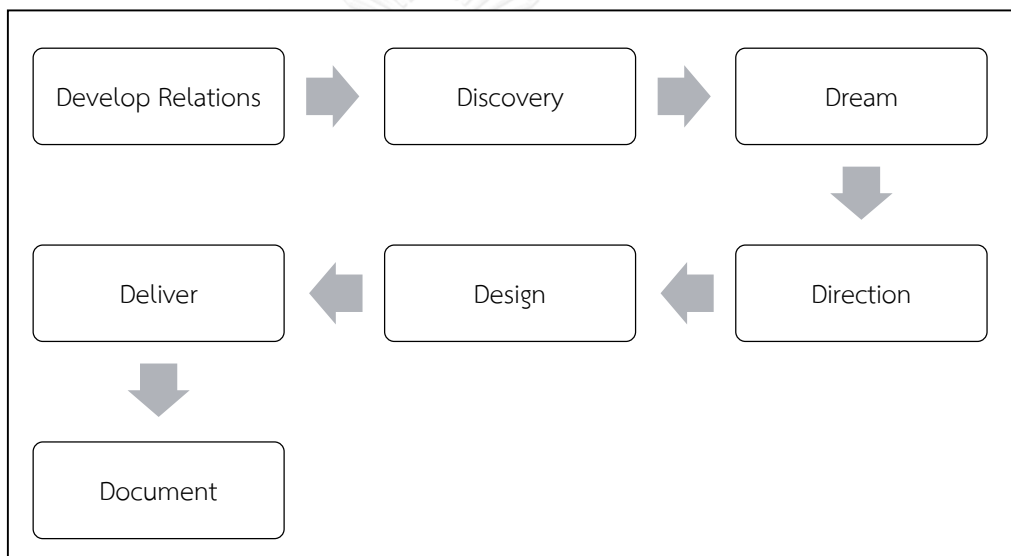 Develop Relations
Discovery
Dream
Direction
Design
Deliver
Document